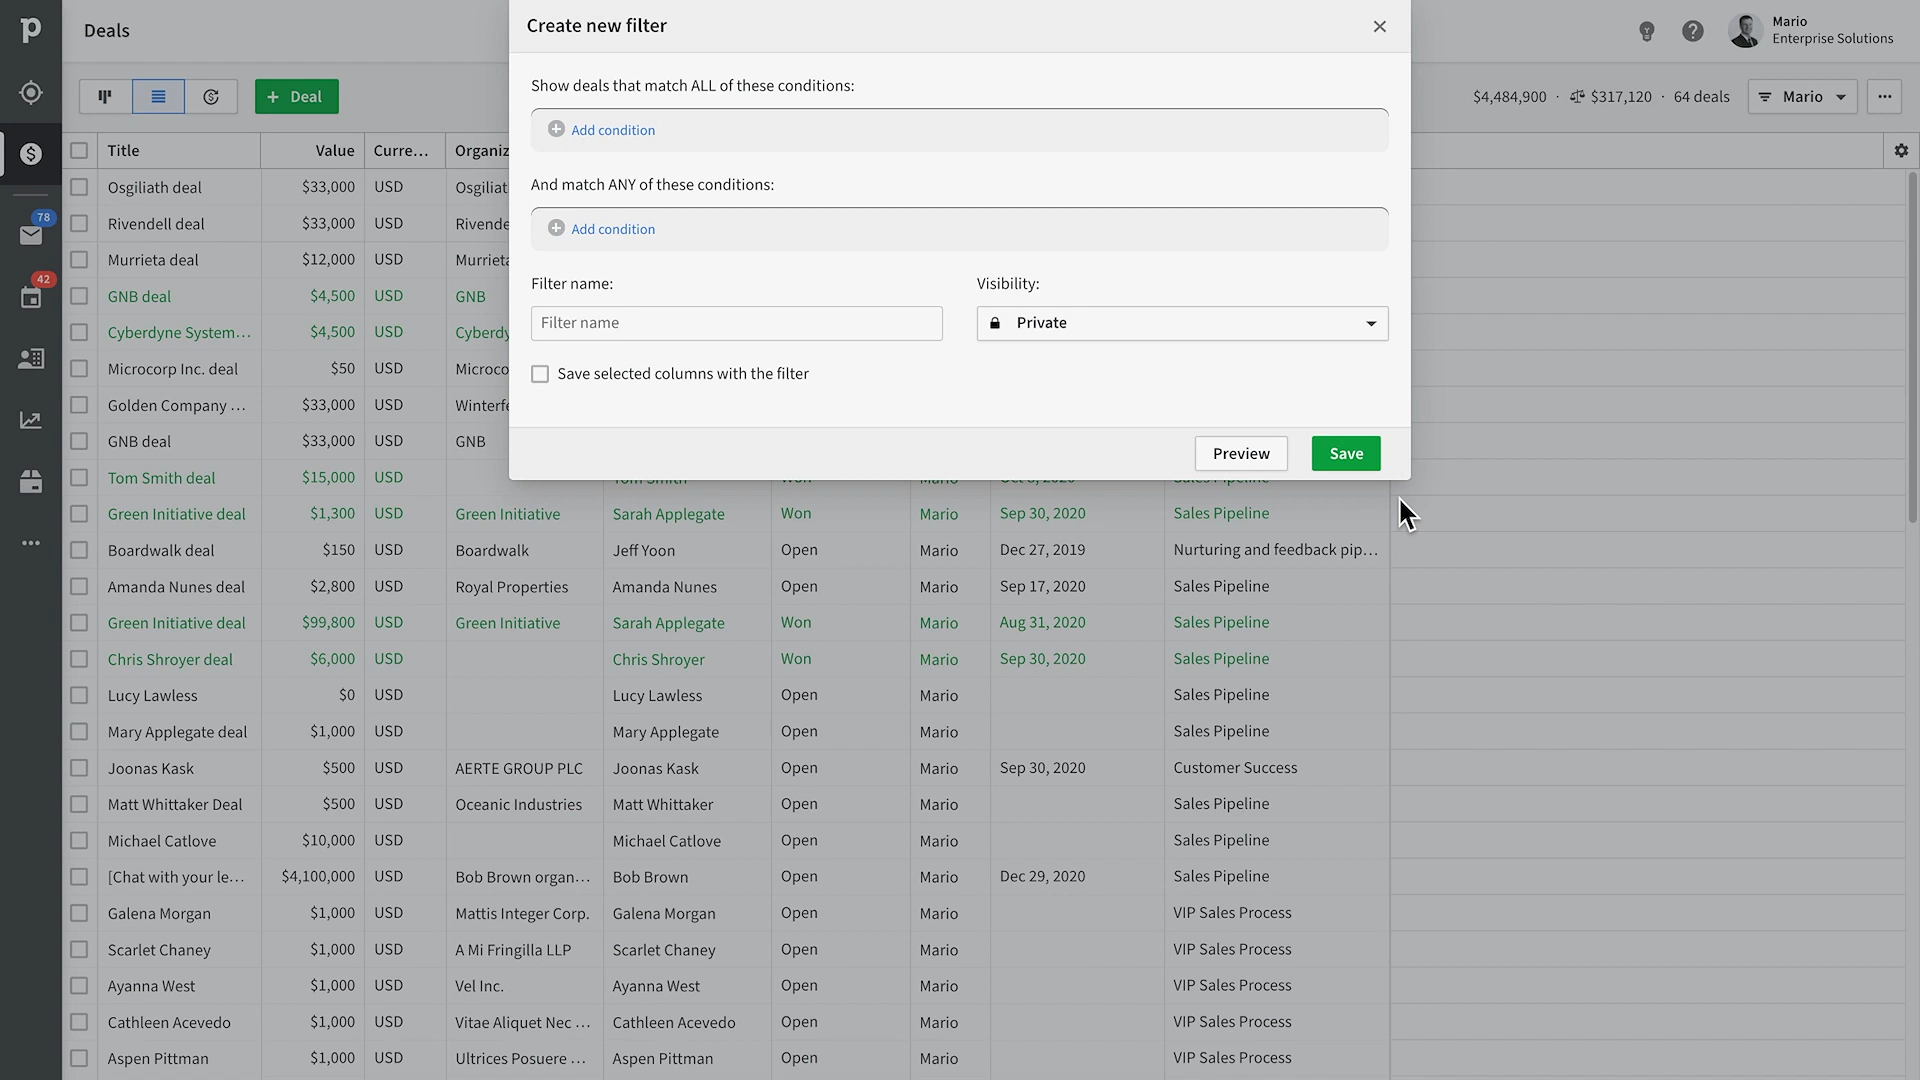 Deals
Create new filter
Mario
Enterprise Solutions
+ Deal
$4,484,900 · $317,120 · 64 deals
Mario
Show deals that match ALL of these conditions:
Add condition
And match ANY of these conditions:
Add condition
Filter name:
Visibility:
Filter name
Private
Save selected columns with the filter
Preview
Save
78
42
Title Value Curre... Organiz
Osgiliath deal $33,000 USD Osgiliat
Rivendell deal $33,000 USD Rivende
Murrieta deal $12,000 USD Murrieta
GNB deal $4,500 USD GNB
Cyberdyne System... $4,500 USD Cyberdy
Microcorp Inc. deal $50 USD Microco
Golden Company ... $33,000 USD Winterfe
GNB deal $33,000 USD GNB
Tom Smith deal $15,000 USD Tom Smith Won Mario Oct 6, 2020 Sales Pipeline
Green Initiative deal $1,300 USD Green Initiative Sarah Applegate Won Mario Sep 30, 2020 Sales Pipeline
Boardwalk deal $150 USD Boardwalk Jeff Yoon Open Mario Dec 27, 2019 Nurturing and feedback pip...
Amanda Nunes deal $2,800 USD Royal Properties Amanda Nunes Open Mario Sep 17, 2020 Sales Pipeline
Green Initiative deal $99,800 USD Green Initiative Sarah Applegate Won Mario Aug 31, 2020 Sales Pipeline
Chris Shroyer deal $6,000 USD Chris Shroyer Won Mario Sep 30, 2020 Sales Pipeline
Lucy Lawless $0 USD Lucy Lawless Open Mario Sales Pipeline
Mary Applegate deal $1,000 USD Mary Applegate Open Mario Sales Pipeline
Joonas Kask $500 USD AERTE GROUP PLC Joonas Kask Open Mario Sep 30, 2020 Customer Success
Matt Whittaker Deal $500 USD Oceanic Industries Matt Whittaker Open Mario Sales Pipeline
Michael Catlove $10,000 USD Michael Catlove Open Mario Sales Pipeline
[Chat with your le... $4,100,000 USD Bob Brown organ... Bob Brown Open Mario Dec 29, 2020 Sales Pipeline
Galena Morgan $1,000 USD Mattis Integer Corp. Galena Morgan Open Mario VIP Sales Process
Scarlet Chaney $1,000 USD A Mi Fringilla LLP Scarlet Chaney Open Mario VIP Sales Process
Ayanna West $1,000 USD Vel Inc. Ayanna West Open Mario VIP Sales Process
Cathleen Acevedo $1,000 USD Vitae Aliquet Nec ... Cathleen Acevedo Open Mario VIP Sales Process
Aspen Pittman $1,000 USD Ultrices Posuere ... Aspen Pittman Open Mario VIP Sales Process